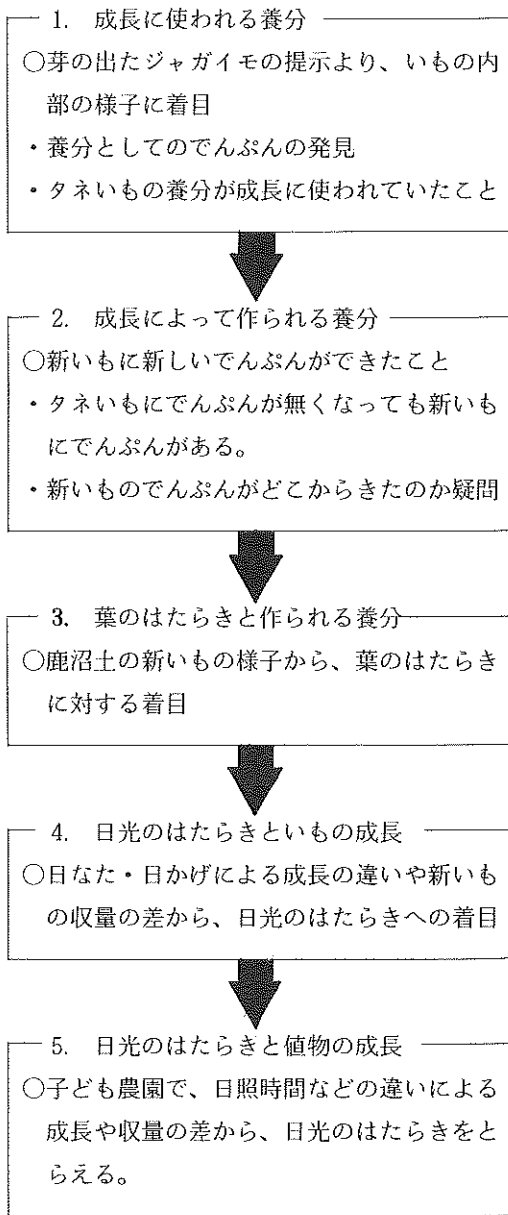 1. 成長に使われる養分
○芽の出たジャガイモの提示より、いもの内
部の様子に着目
・養分としてのでんぷんの発見
・タネいもの養分が成長に使われていたこと
2. 成長によって作られる養分
○新いもに新しいでんぷんができたこと
・タネいもにでんぷんが無くなっても新いも
にでんぷんがある。
・新いものでんぷんがどこからきたのか疑問
3. 葉のはたらきと作られる養分
○鹿沼土の新いもの様子から、葉のはたらき
に対する着目
4. 日光のはたらきといもの成長
○日なた・日かげによる成長の違いや新いも
の収量の差から、日光のはたらきへの着目
5. 日光のはたらきと値物の成長
○子ども農園で、日照時間などの違いによる
成長や収量の差から、日光のはたらきをと
らえる。